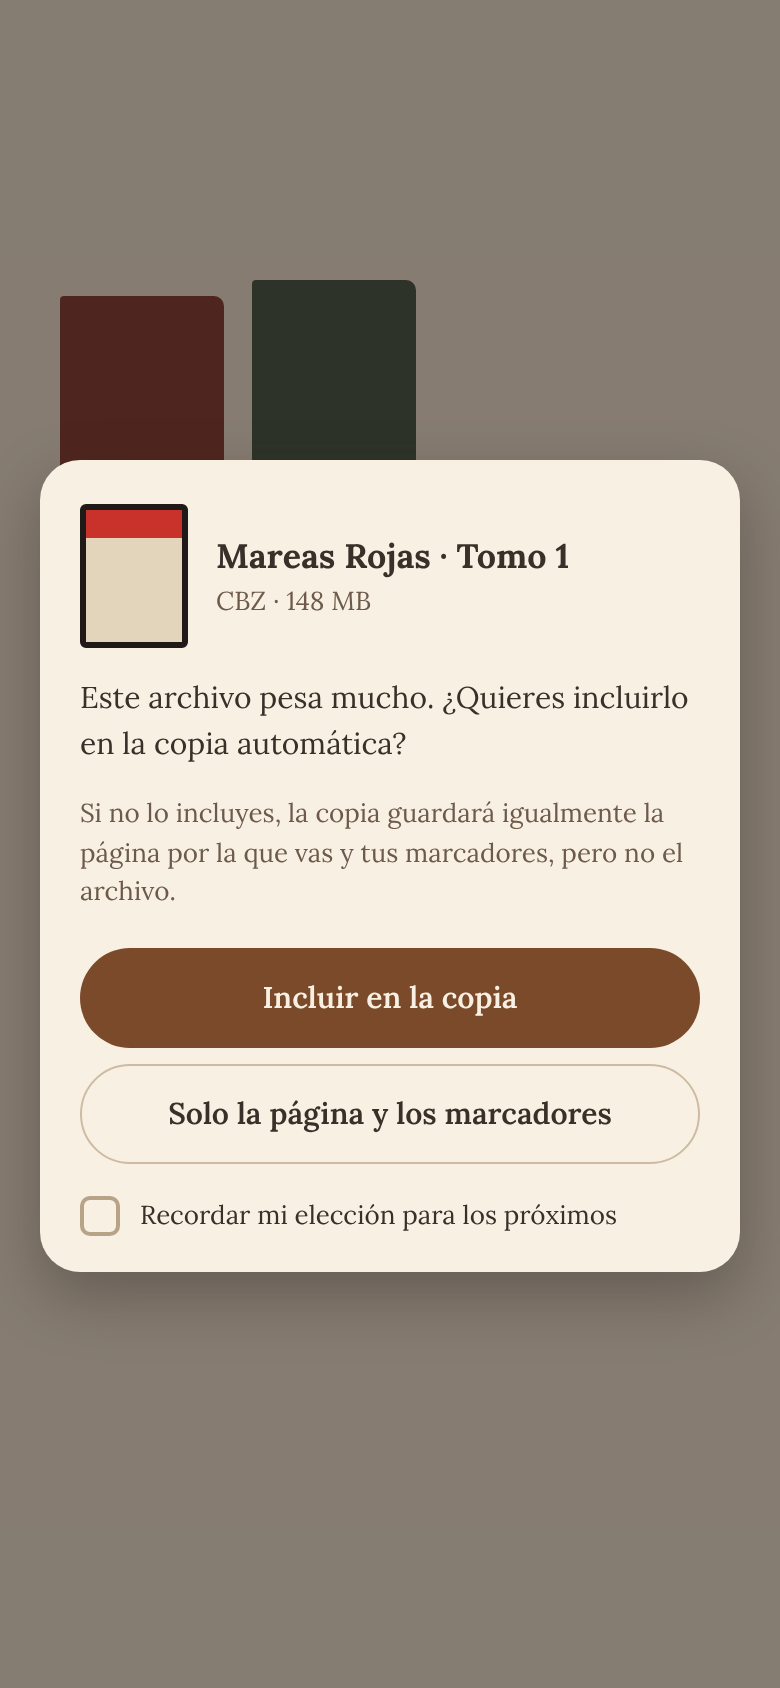 Mareas Rojas · Tomo 1
CBZ · 148 MB
Este archivo pesa mucho. ¿Quieres incluirlo
en la copia automática?
Si no lo incluyes, la copia guardará igualmente la
página por la que vas y tus marcadores, pero no el
archivo.
Incluir en la copia
Solo la página y los marcadores
Recordar mi elección para los próximos